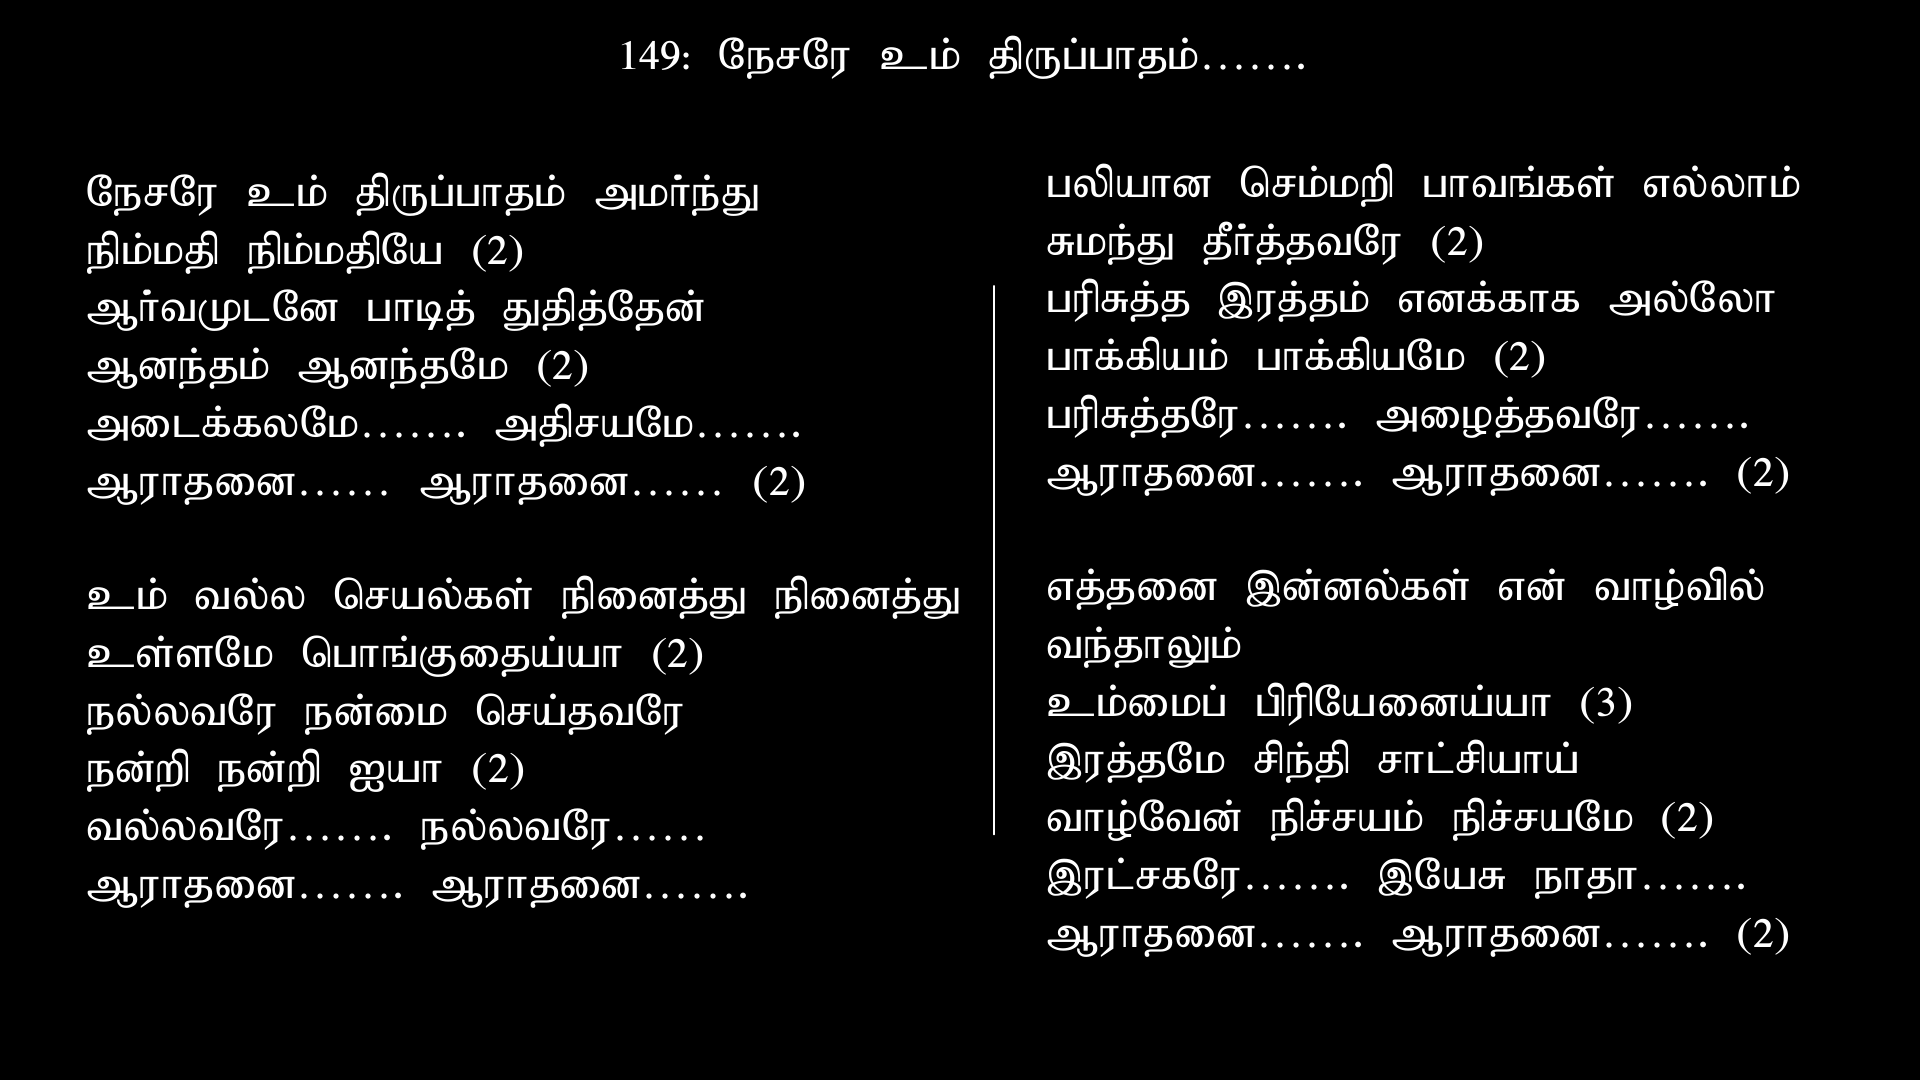 149: நேசரே உம் திருப்பாதம்.......
நேசரே உம் திருப்பாதம் அமர்ந்து
நிம்மதி நிம்மதியே (2)
ஆர்வமுடனே பாடித் துதித்தேன்
ஆனந்தம் ஆனந்தமே (2)
அடைக்கலமே....... அதிசயமே.......
ஆராதனை...... ஆராதனை...... (2)
உம் வல்ல செயல்கள் நினைத்து நினைத்து
உள்ளமே பொங்குதைய்யா (2)
நல்லவரே நன்மை செய்தவரே
நன்றி நன்றி ஐயா (2)
வல்லவரே....... நல்லவரே......
ஆராதனை....... ஆராதனை.......
பலியான செம்மறி பாவங்கள் எல்லாம்
சுமந்து தீர்த்தவரே (2)
பரிசுத்த இரத்தம் எனக்காக அல்லோ
பாக்கியம் பாக்கியமே (2)
பரிசுத்தரே....... அழைத்தவரே.......
ஆராதனை....... ஆராதனை....... (2)
எத்தனை இன்னல்கள் என் வாழ்வில்
வந்தாலும்
உம்மைப் பிரியேனைய்யா (3)
இரத்தமே சிந்தி சாட்சியாய்
வாழ்வேன் நிச்சயம் நிச்சயமே (2)
இரட்சகரே....... இயேசு நாதா.......
ஆராதனை....... ஆராதனை....... (2)